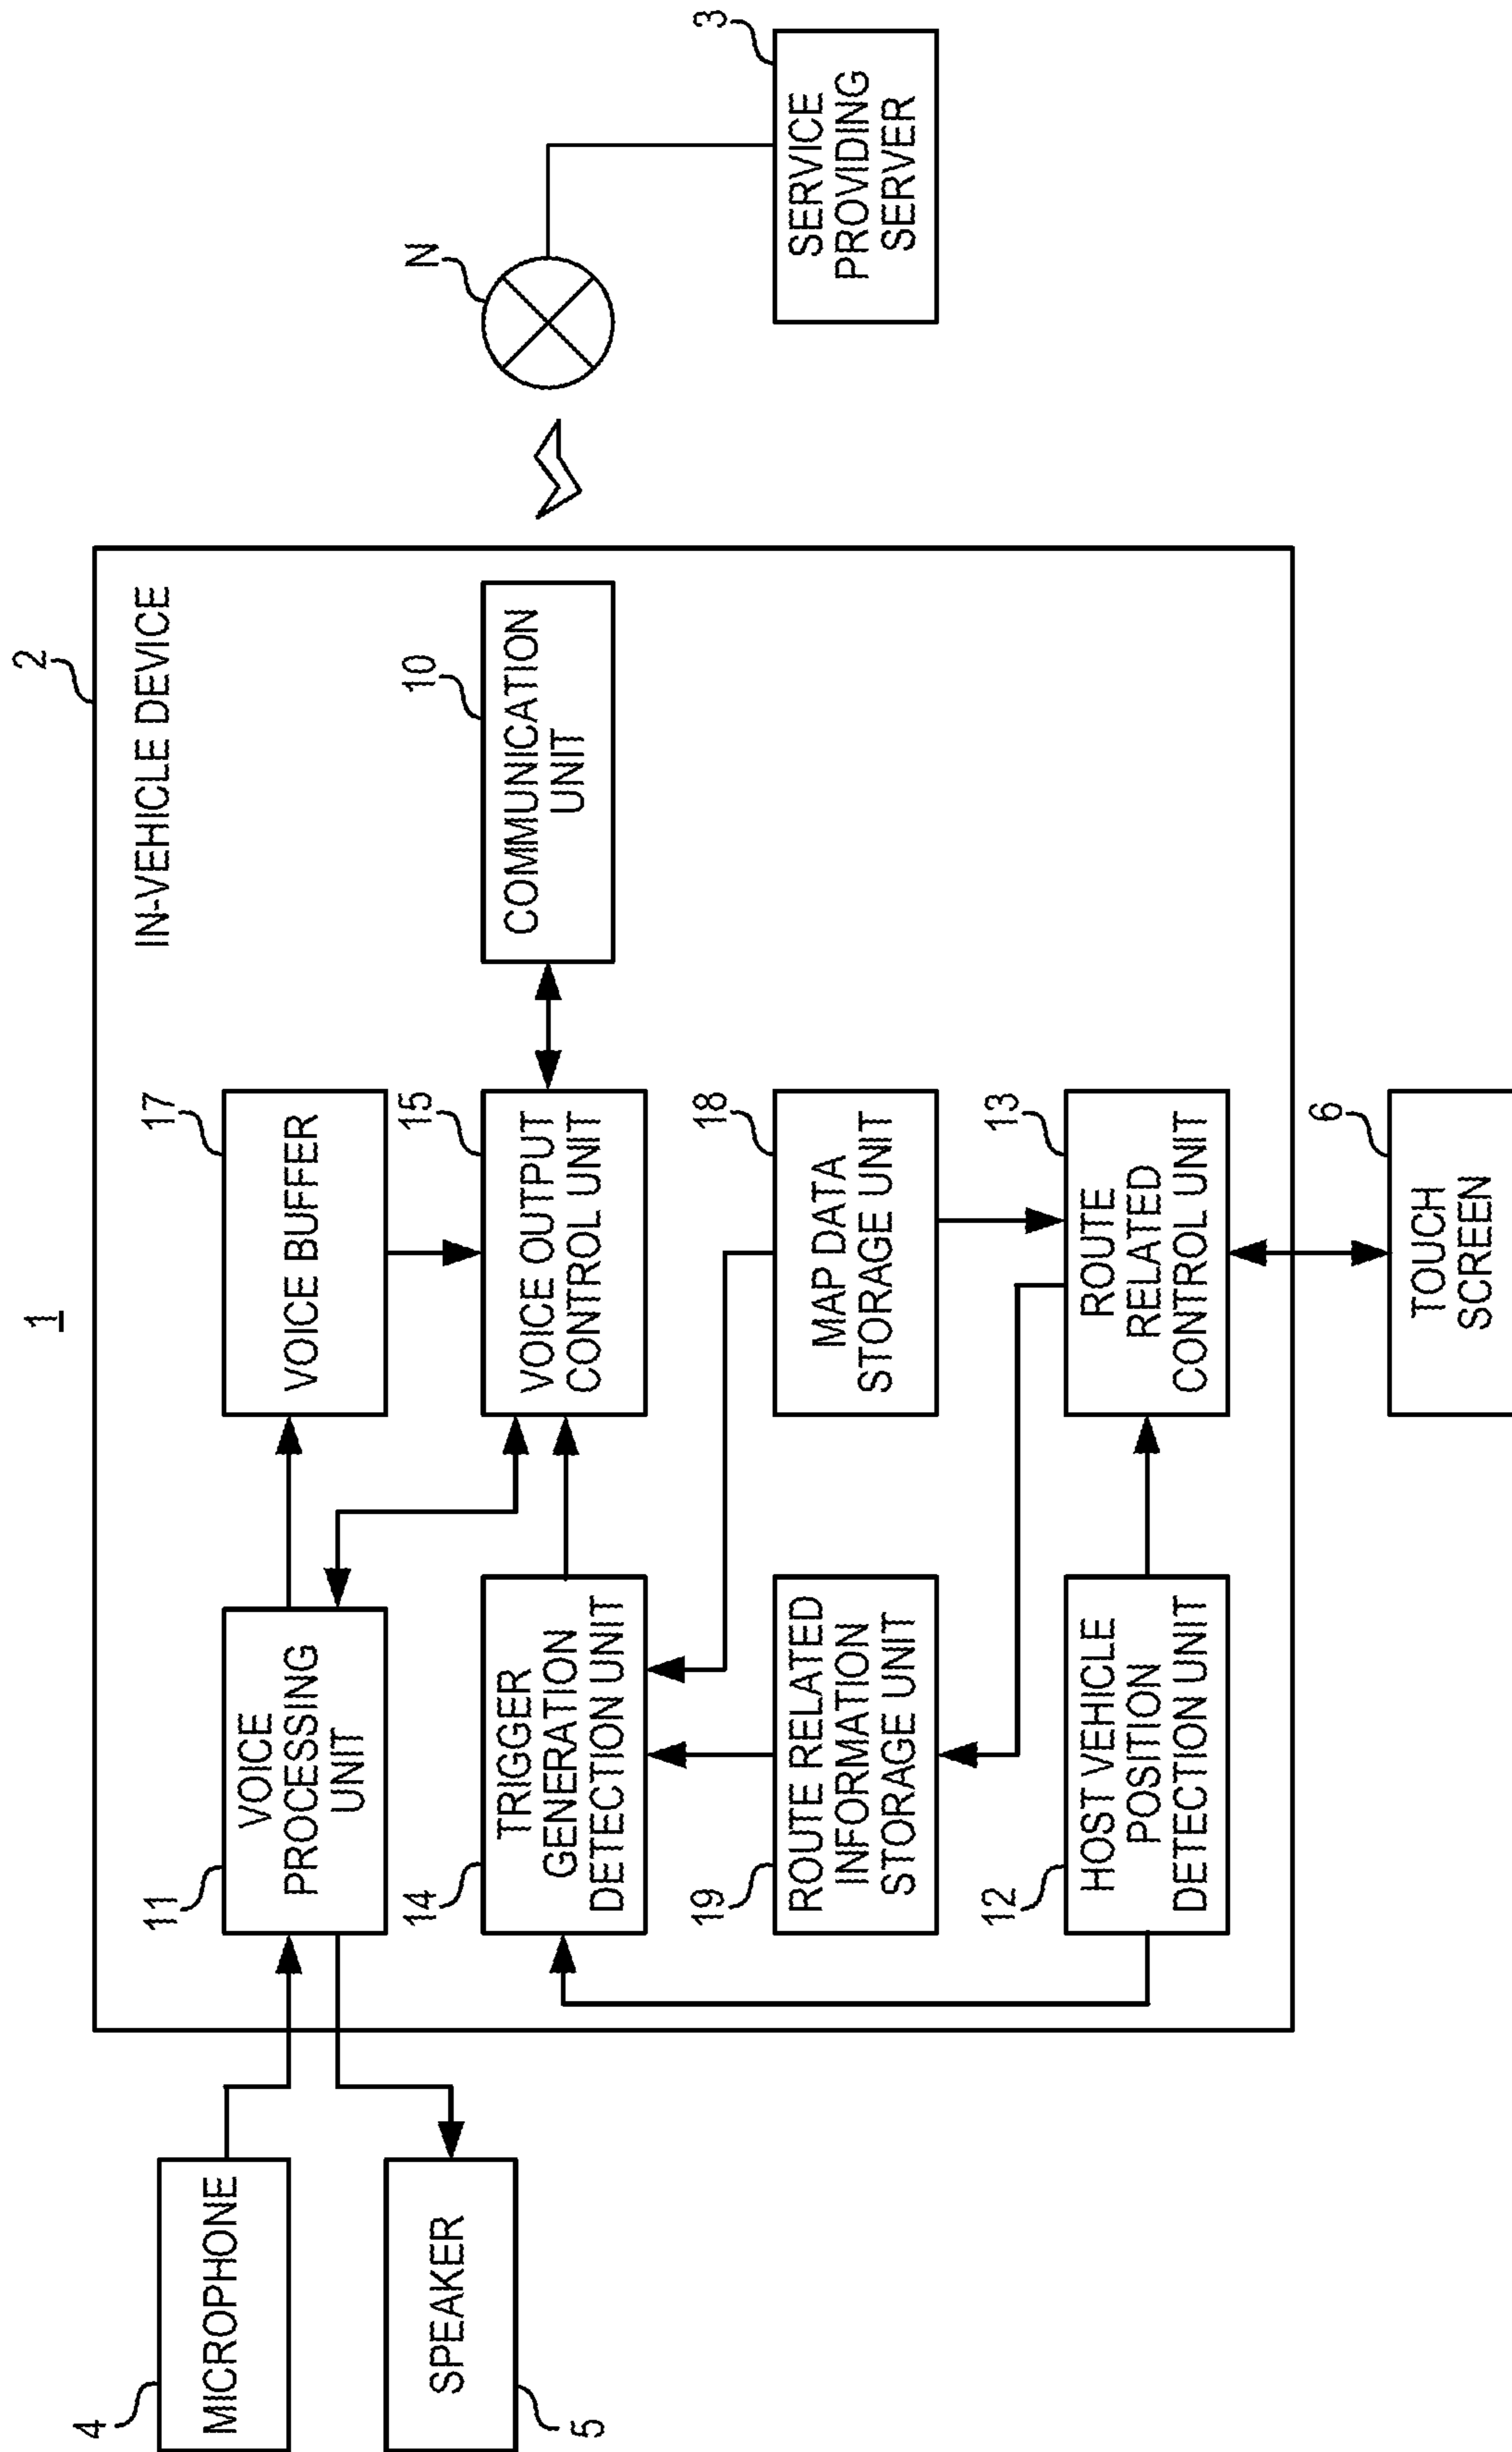 1
2
IN-VEHICLE DEVICE
4
MICROPHONE
11
VOICE
PROCESSING
UNIT
17
VOICE BUFFER
5
SPEAKER
14
TRIGGER
GENERATION
DETECTION UNIT
15
VOICE OUTPUT
CONTROL UNIT
10
COMMUNICATION
UNIT
N
19
ROUTE RELATED
INFORMATION
STORAGE UNIT
18
MAP DATA
STORAGE UNIT
3
SERVICE
PROVIDING
SERVER
12
HOST VEHICLE
POSITION
DETECTION UNIT
13
ROUTE
RELATED
CONTROL UNIT
6
TOUCH
SCREEN